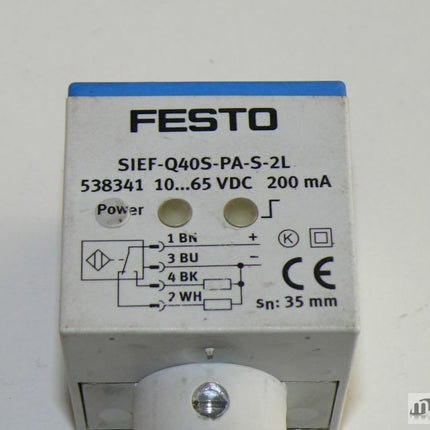 FESTO
SIEF-Q40S-PA-S-2L
538341 10...65 VDC 200 mA
Power
1 BN +
3 BU −
4 BK
2 WH
K
CE
Sn: 35 mm